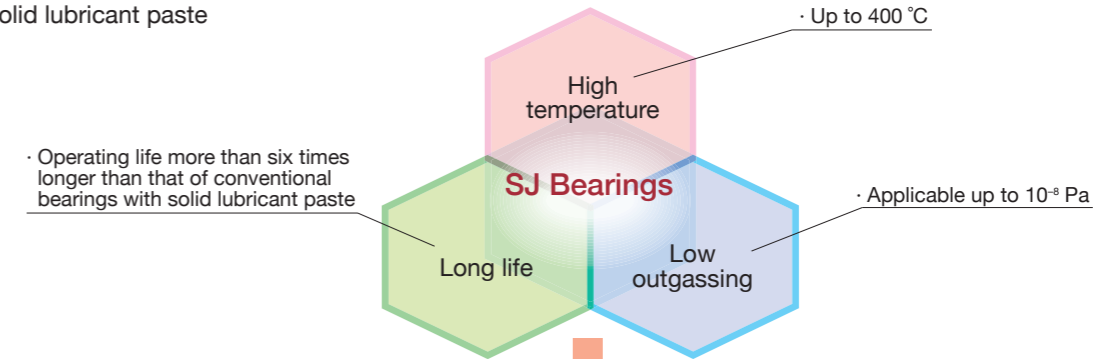 olid lubricant paste
· Up to 400 °C
High
temperature
· Operating life more than six times
longer than that of conventional
bearings with solid lubricant paste
SJ Bearings
· Applicable up to 10⁻⁸ Pa
Long life
Low
outgassing